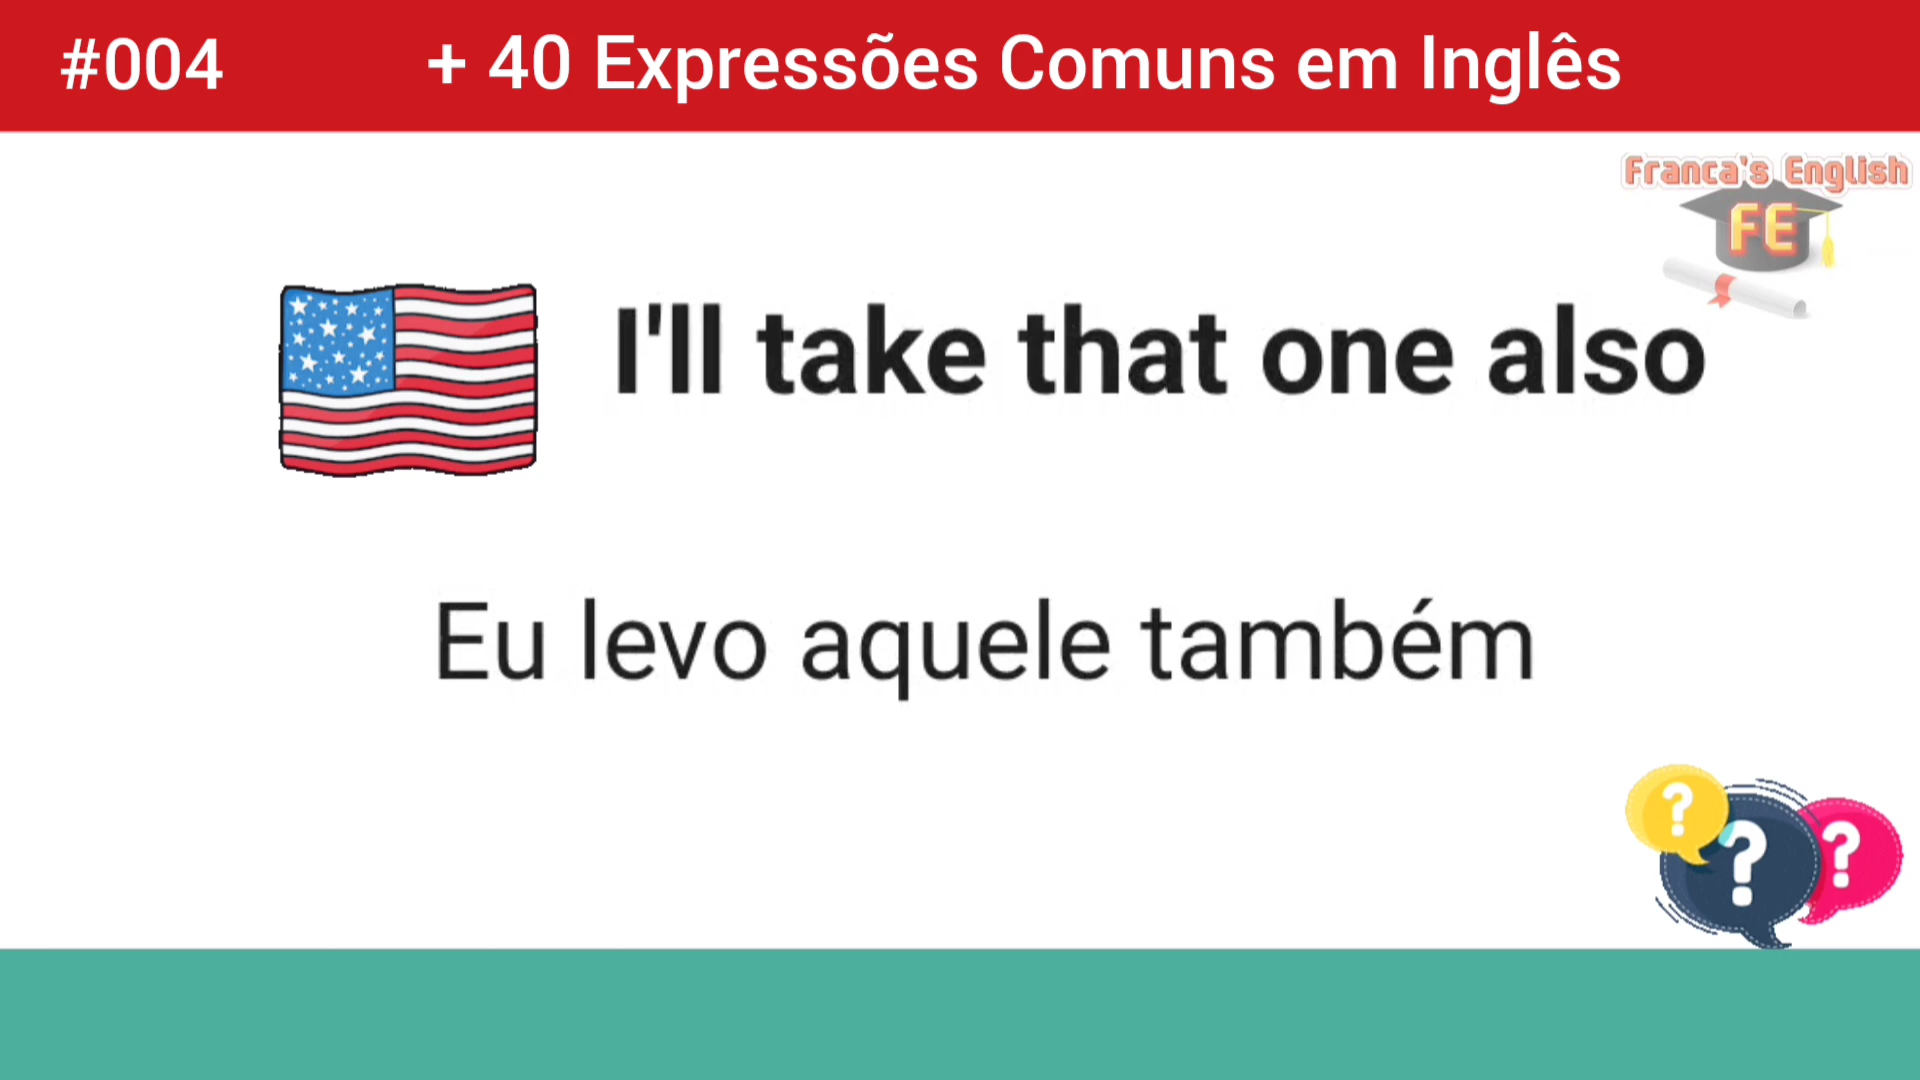 #004 + 40 Expressões Comuns em Inglês
Franca's English
FE
I'll take that one also
Eu levo aquele também
? ? ?